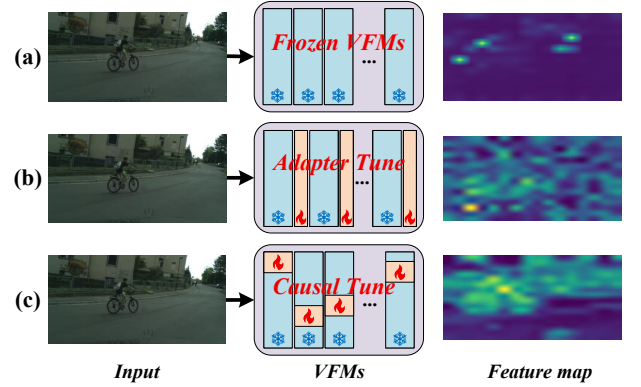 (a)
Frozen VFMs
...
(b)
Adapter Tune
...
(c)
Causal Tune
...
Input VFMs Feature map